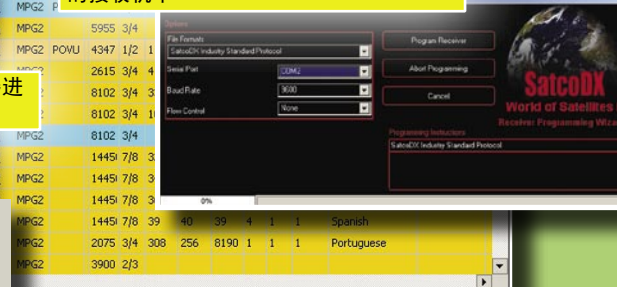 MPG2
MPG2 5955 3/4
MPG2 POVU 4347 1/2 1
2615 3/4 4
进
MPG2 8102 3/4
MPG2 8102 3/4
MPG2 8102 3/4
MPG2 7/8
MPG2 7/8
MPG2 7/8
MPG2 7/8 39 40 39 4 1 1 Spanish
MPG2 2075 3/4 308 256 8190 1 1 1 Portuguese
MPG2 3900 2/3
Options
File Formats
SatcoDX Industry Standard Protocol
Serial Port COM2
Baud Rate 9600
Flow Control None
Program Receiver
Abort Programming
Cancel
SatcoDX
World of Satellites
Receiver Programming
Programming Instructions
SatcoDX Industry Standard Protocol
0%